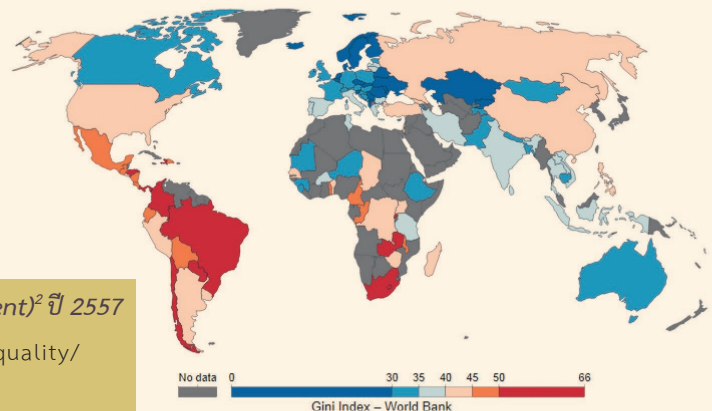 ent)² ปี 2557
quality/
No data 0 30 35 40 45 50 66
Gini Index – World Bank